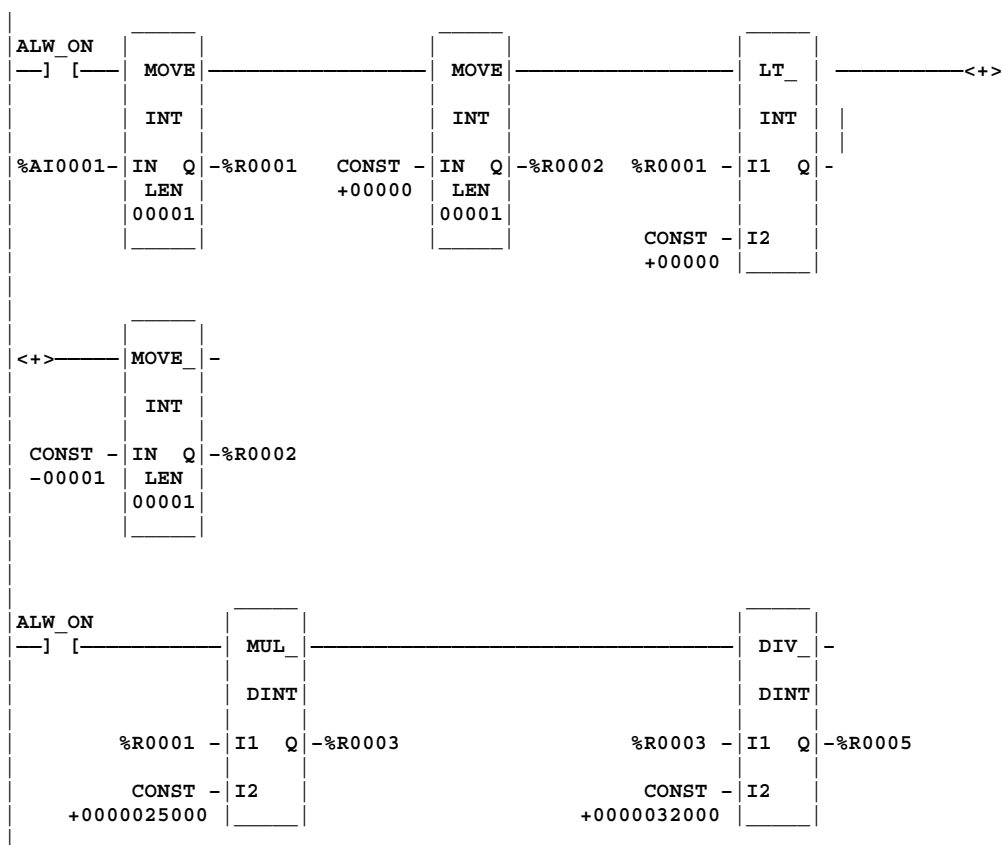 ALW_ON
] [ MOVE MOVE LT_ <+>
INT INT INT
%AI0001 - IN Q - %R0001 CONST - IN Q - %R0002 %R0001 - I1 Q -
LEN +00000 LEN
00001 00001
CONST - I2
+00000
<+> MOVE_ -
INT
CONST - IN Q - %R0002
-00001 LEN
00001
ALW_ON
] [ MUL_ DIV_ -
DINT DINT
%R0001 - I1 Q - %R0003 %R0003 - I1 Q - %R0005
CONST - I2 CONST - I2
+0000025000 +0000032000